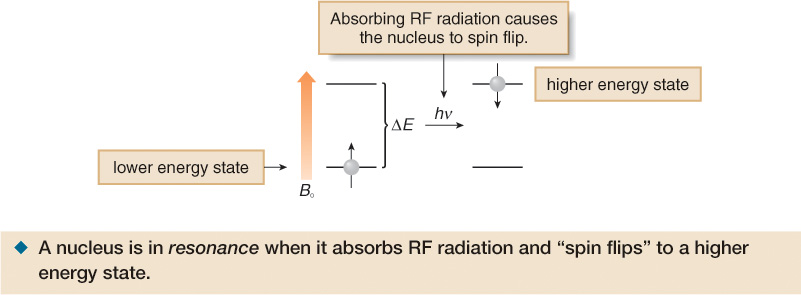 Absorbing RF radiation causes
the nucleus to spin flip.
higher energy state
hν
ΔE
lower energy state
B₀
◆ A nucleus is in resonance when it absorbs RF radiation and “spin flips” to a higher
energy state.